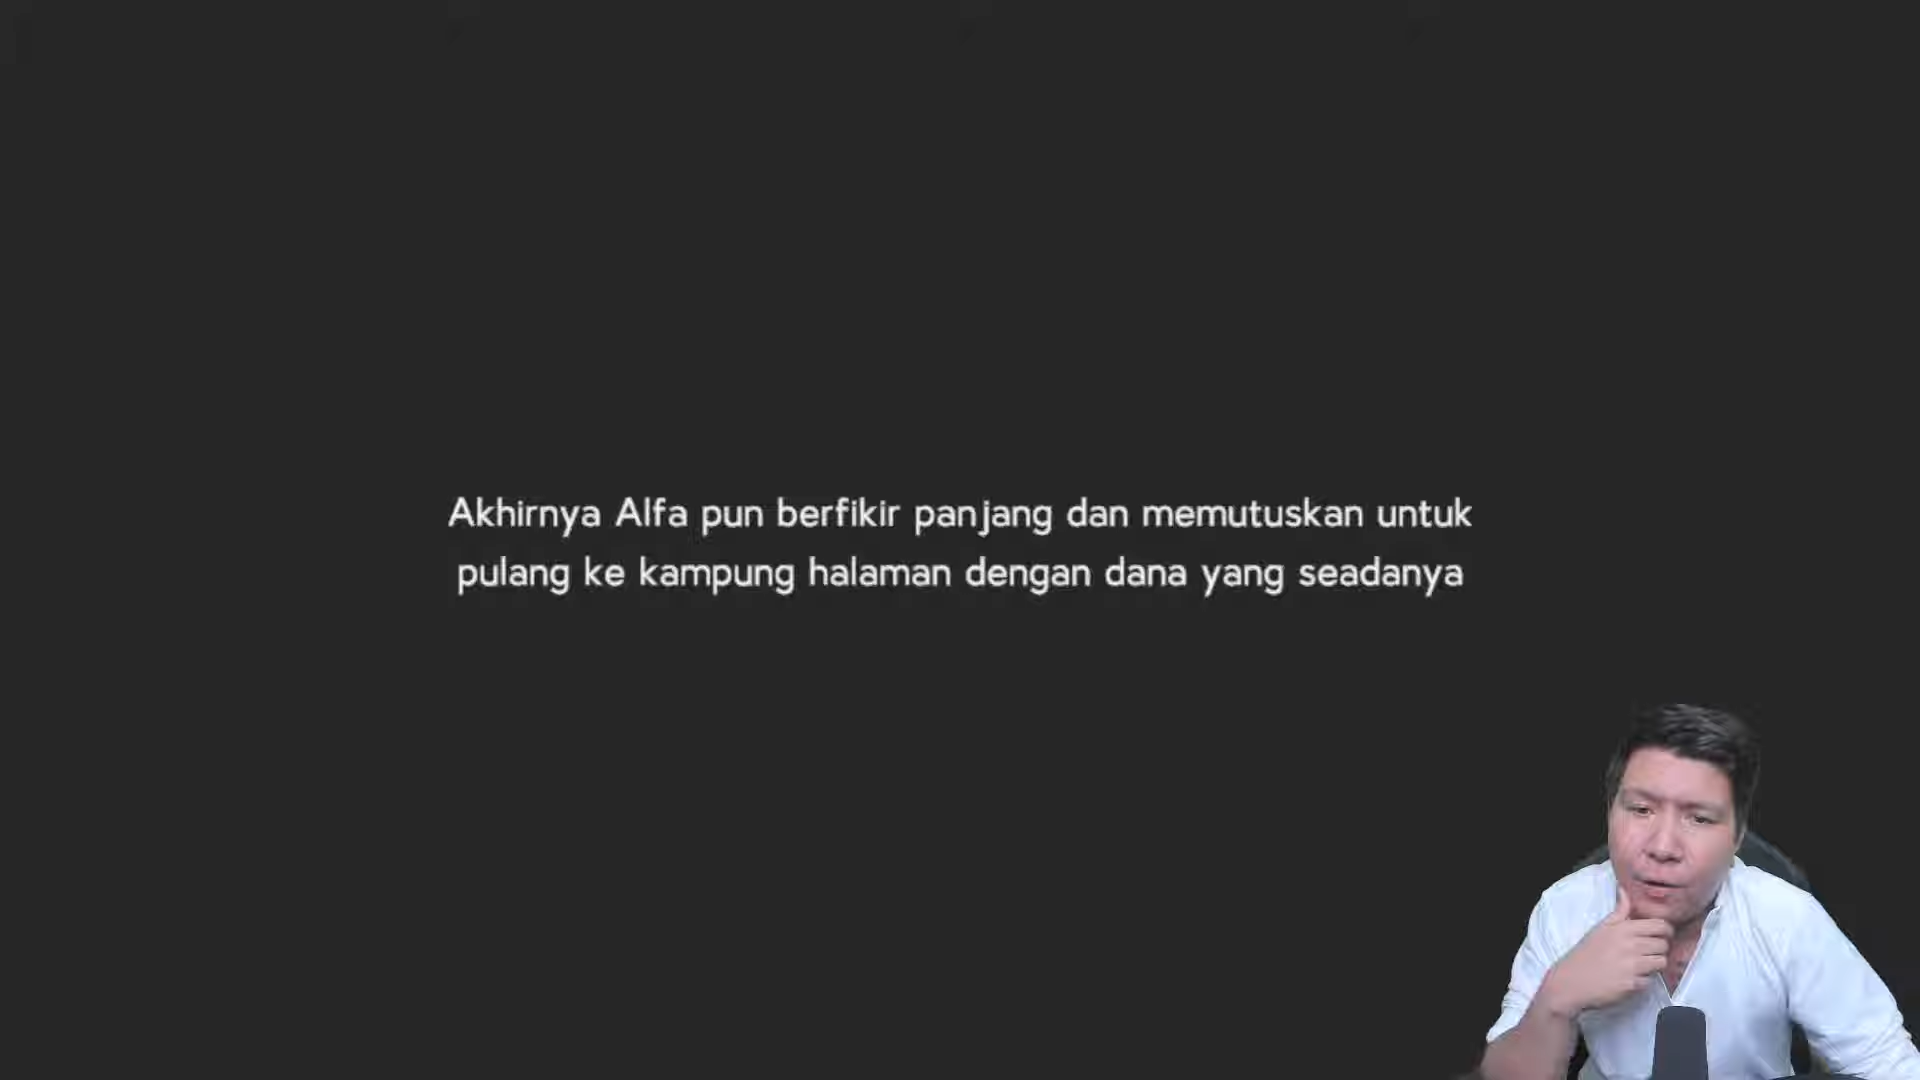 Akhirnya Alfa pun berfikir panjang dan memutuskan untuk
pulang ke kampung halaman dengan dana yang seadanya